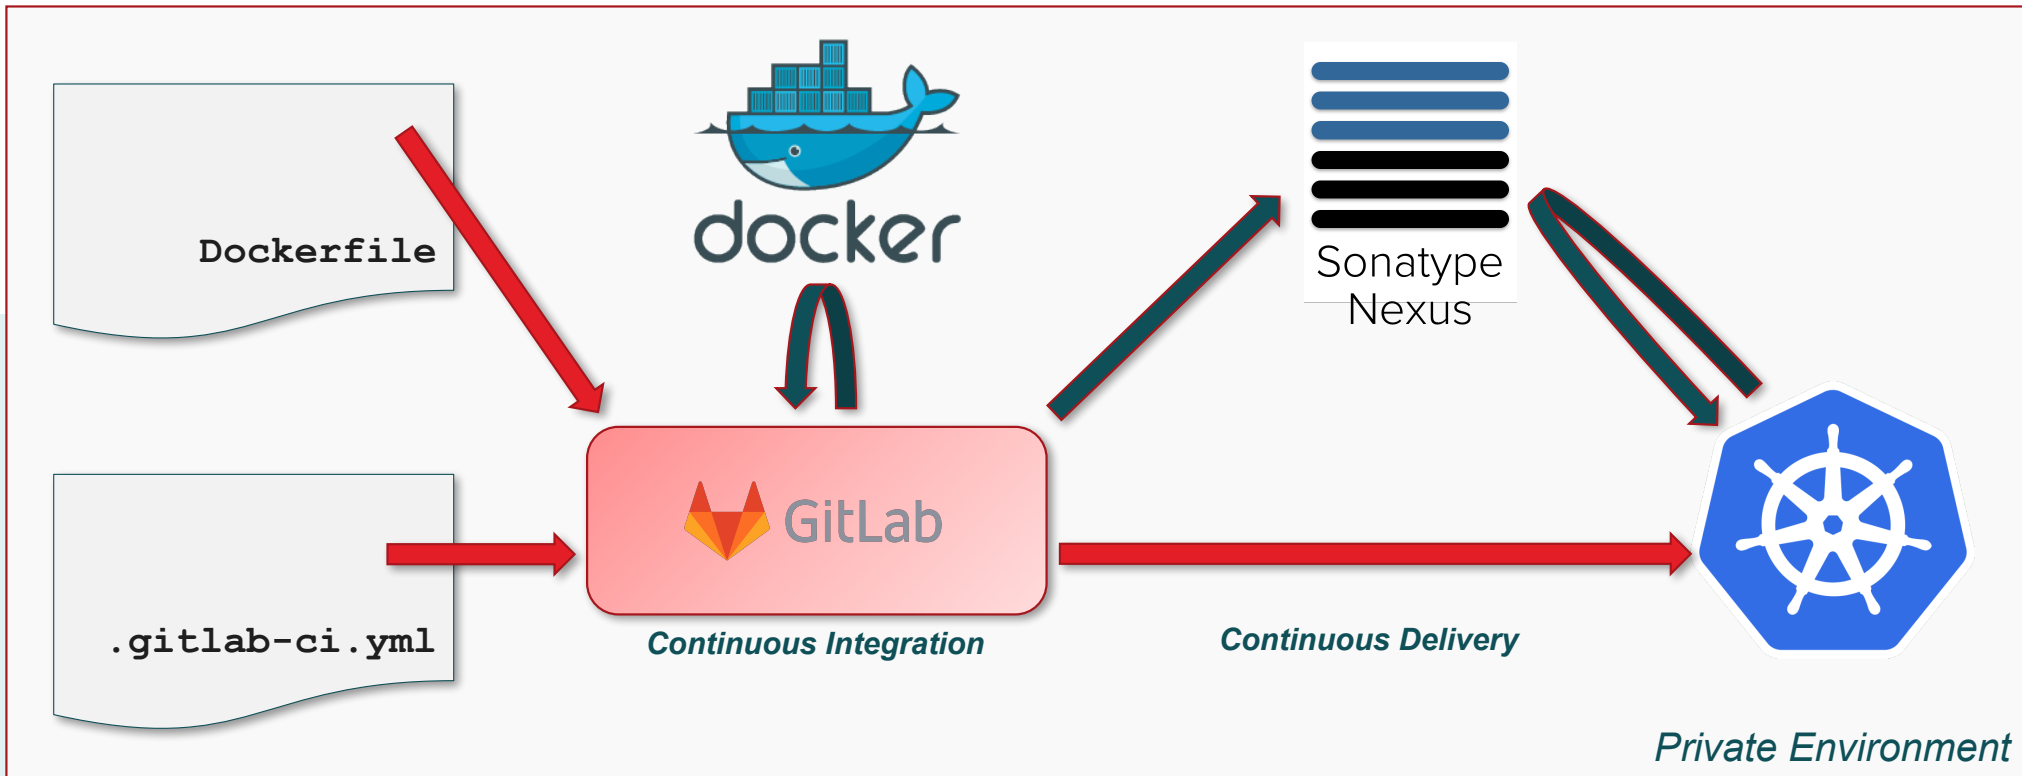 docker
Sonatype
Nexus
Dockerfile
GitLab
.gitlab-ci.yml
Continuous Integration
Continuous Delivery
Private Environment